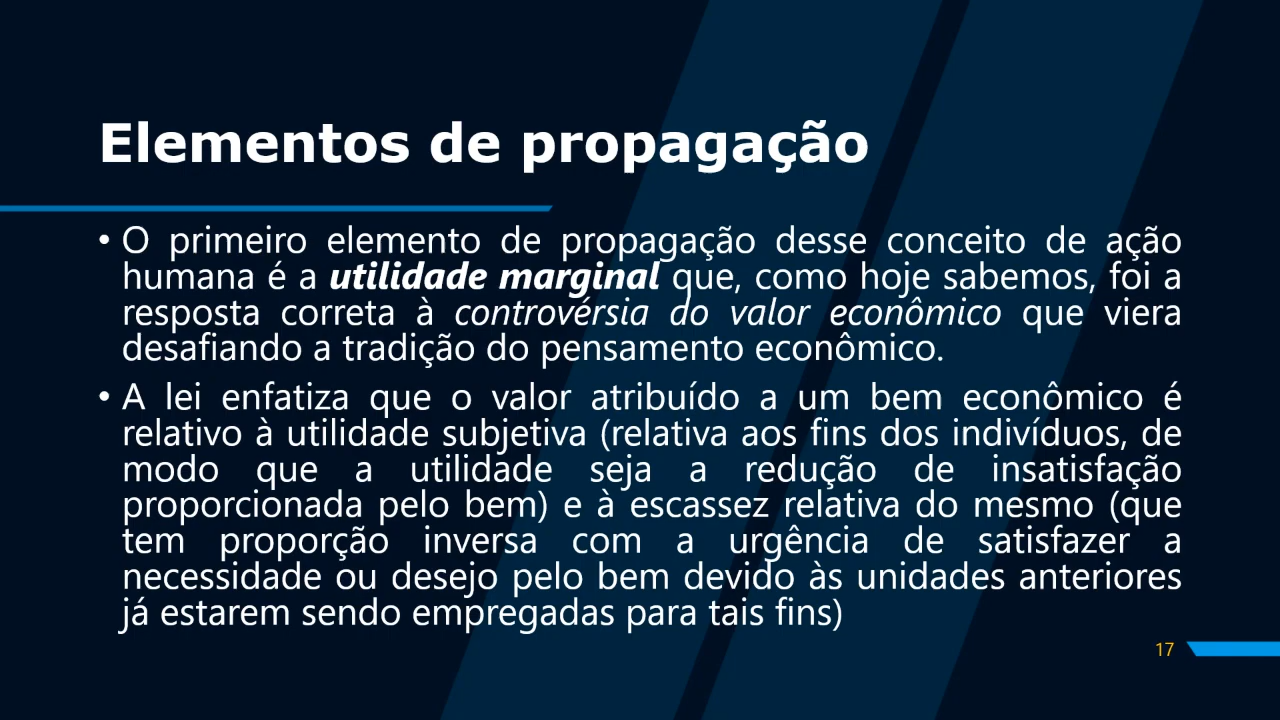 Elementos de propagação
• O primeiro elemento de propagação desse conceito de ação
humana é a utilidade marginal que, como hoje sabemos, foi a
resposta correta à controvérsia do valor econômico que viera
desafiando a tradição do pensamento econômico.
• A lei enfatiza que o valor atribuído a um bem econômico é
relativo à utilidade subjetiva (relativa aos fins dos indivíduos, de
modo que a utilidade seja a redução de insatisfação
proporcionada pelo bem) e à escassez relativa do mesmo (que
tem proporção inversa com a urgência de satisfazer a
necessidade ou desejo pelo bem devido às unidades anteriores
já estarem sendo empregadas para tais fins)
17